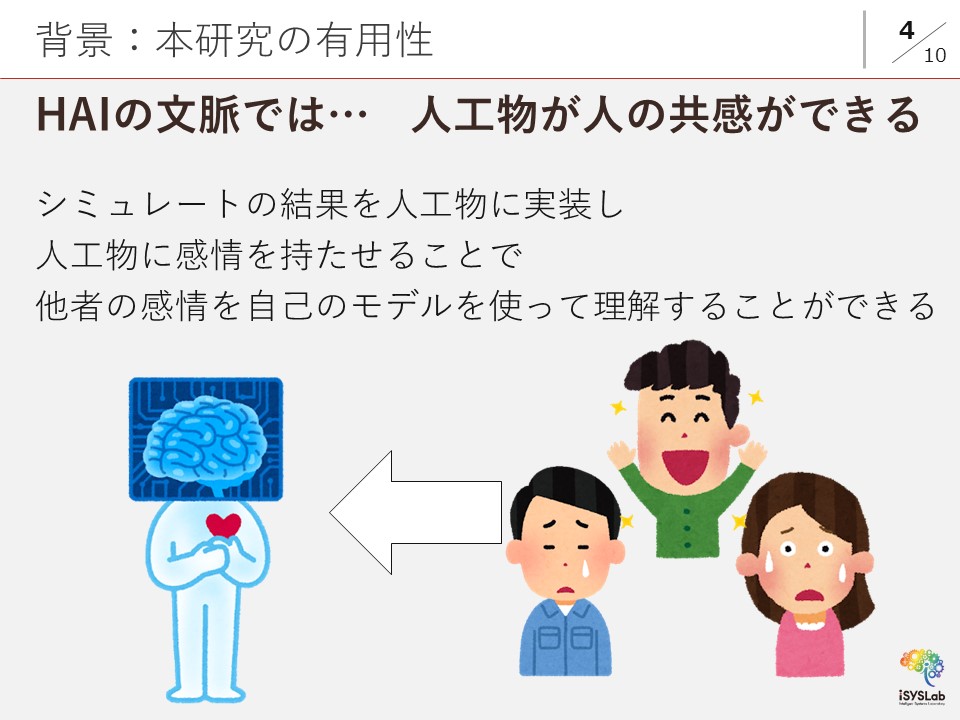 背景：本研究の有用性
4
10
HAIの文脈では… 人工物が人の共感ができる
シミュレートの結果を人工物に実装し
人工物に感情を持たせることで
他者の感情を自己のモデルを使って理解することができる
iSYSLab
Intelligent Systems Laboratory